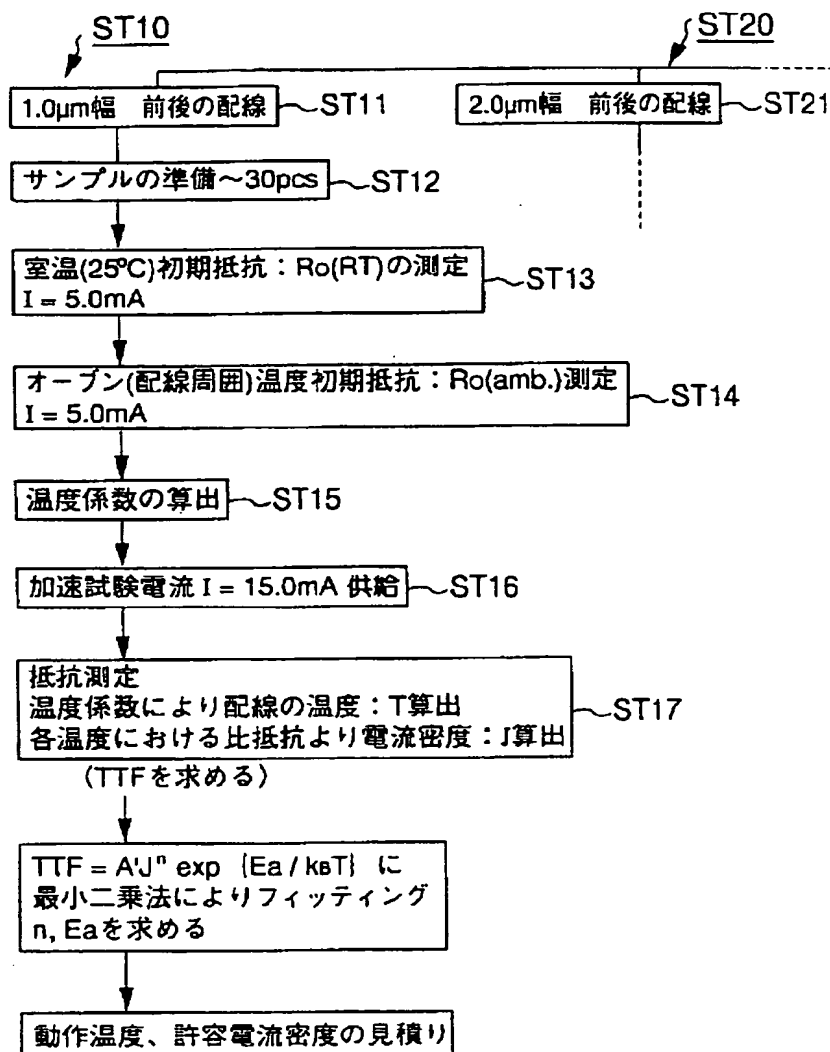 ST10
ST20
1.0μm幅 前後の配線
ST11
2.0μm幅 前後の配線
ST21
サンプルの準備～30pcs
ST12
室温(25℃)初期抵抗：Ro(RT)の測定
I = 5.0mA
ST13
オーブン(配線周囲)温度初期抵抗：Ro(amb.)測定
I = 5.0mA
ST14
温度係数の算出
ST15
加速試験電流 I = 15.0mA 供給
ST16
抵抗測定
温度係数により配線の温度：T算出
各温度における比抵抗より電流密度：J算出
ST17
(TTFを求める)
TTF = A'Jⁿ exp {Ea / kBT} に
最小二乗法によりフィッティング
n, Eaを求める
動作温度、許容電流密度の見積り